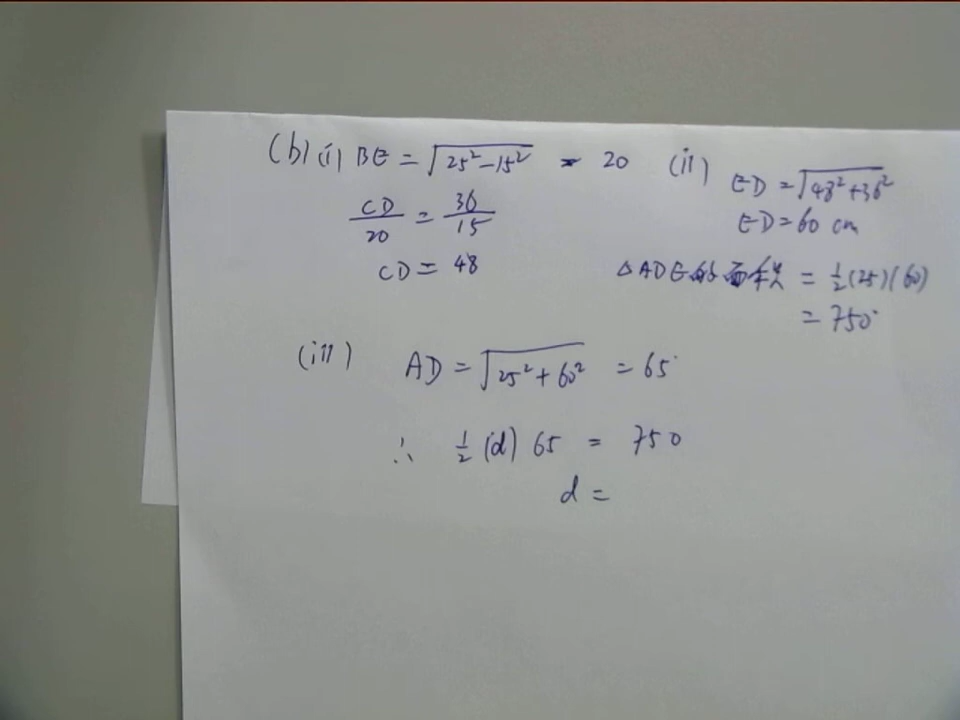 (b)(i) BE = √25²-15² = 20
CD/20 = 36/15
CD = 48
(ii) ED = √48²+36²
ED = 60 cm
△ADE的面積 = ½(25)(60)
= 750
(iii) AD = √25²+60² = 65
∴ ½(d) 65 = 750
d =